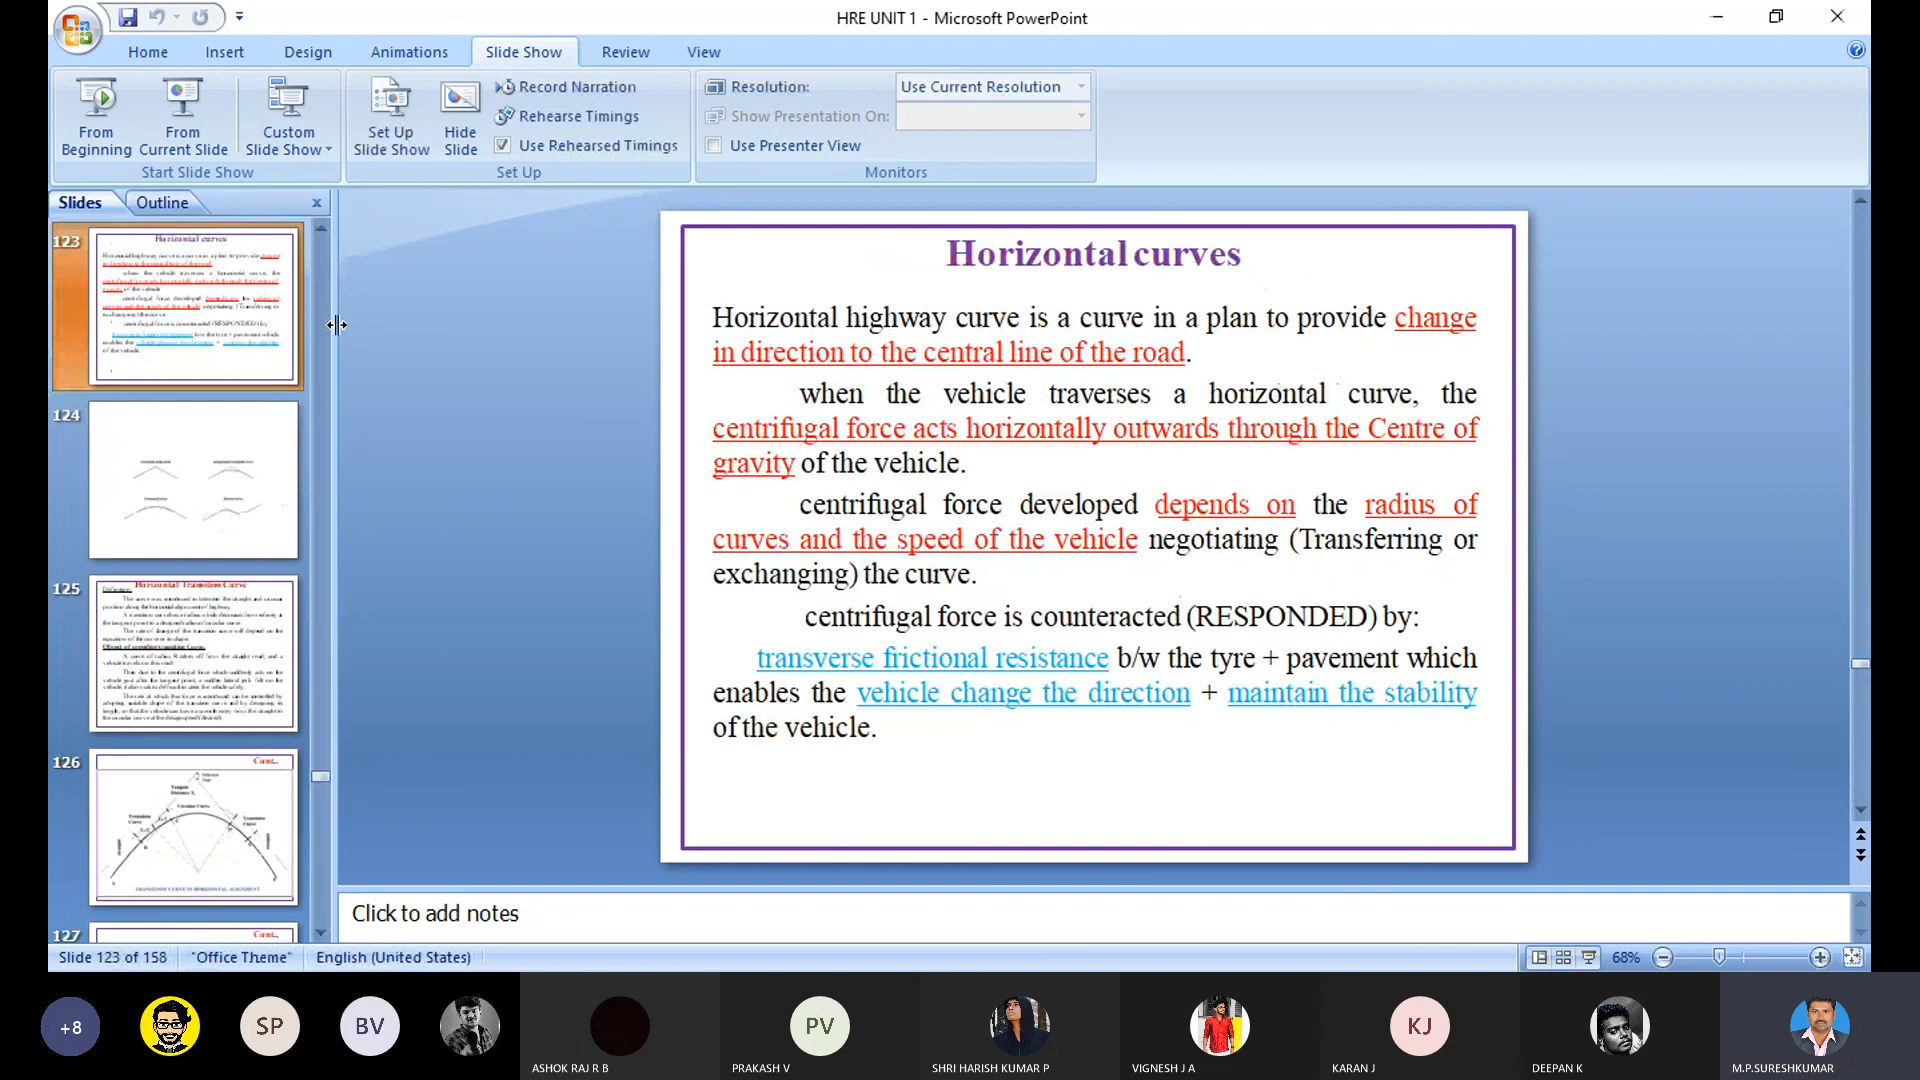 HRE UNIT 1 - Microsoft PowerPoint
Home Insert Design Animations Slide Show Review View
From Beginning
From Current Slide
Custom Slide Show
Start Slide Show
Set Up Slide Show
Hide Slide
Record Narration
Rehearse Timings
Use Rehearsed Timings
Set Up
Resolution: Use Current Resolution
Show Presentation On:
Use Presenter View
Monitors
Slides Outline
123
Horizontal curves
124
125
Horizontal Transition Curve
126
Cont..
127
Cont..
Horizontal curves
Horizontal highway curve is a curve in a plan to provide change
in direction to the central line of the road.
when the vehicle traverses a horizontal curve, the
centrifugal force acts horizontally outwards through the Centre of
gravity of the vehicle.
centrifugal force developed depends on the radius of
curves and the speed of the vehicle negotiating (Transferring or
exchanging) the curve.
centrifugal force is counteracted (RESPONDED) by:
transverse frictional resistance b/w the tyre + pavement which
enables the vehicle change the direction + maintain the stability
of the vehicle.
Click to add notes
Slide 123 of 158 "Office Theme" English (United States) 68%
+8 SP BV PV KJ
ASHOK RAJ R B PRAKASH V SHRI HARISH KUMAR P VIGNESH J A KARAN J DEEPAN K M.P.SURESHKUMAR